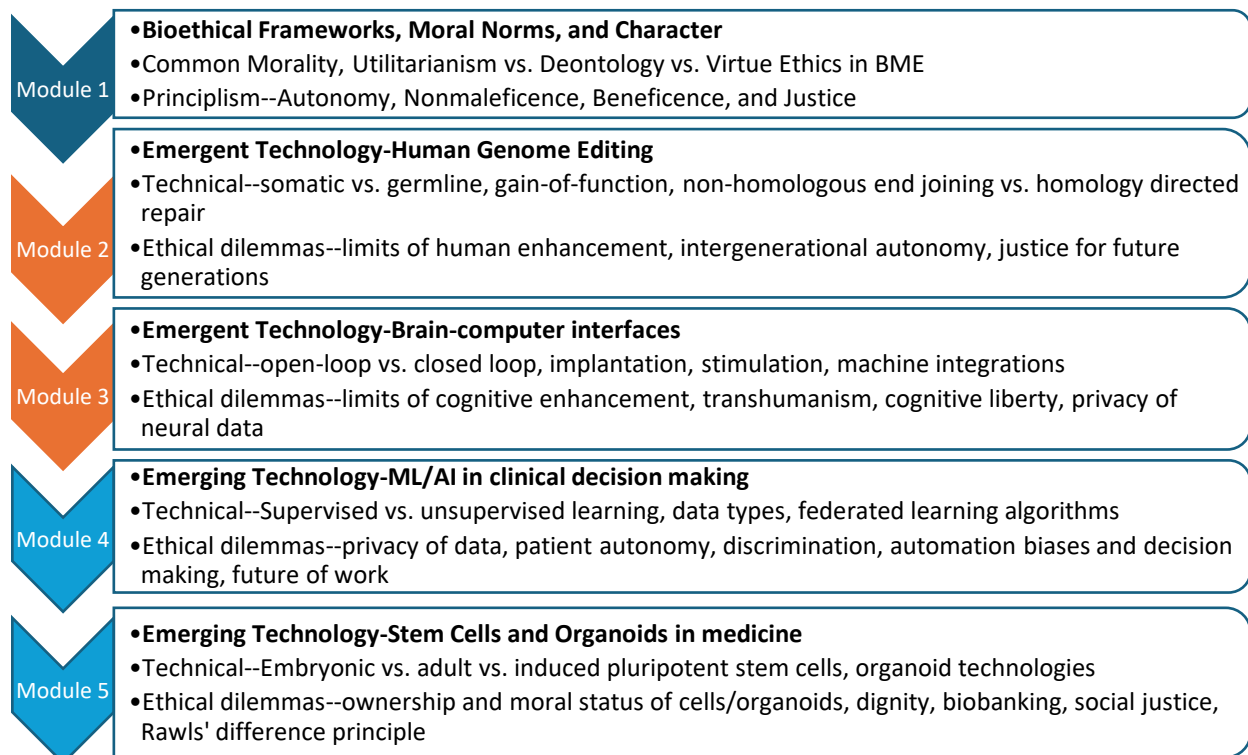 Module 1
•Bioethical Frameworks, Moral Norms, and Character
•Common Morality, Utilitarianism vs. Deontology vs. Virtue Ethics in BME
•Principlism--Autonomy, Nonmaleficence, Beneficence, and Justice
Module 2
•Emergent Technology-Human Genome Editing
•Technical--somatic vs. germline, gain-of-function, non-homologous end joining vs. homology directed
repair
•Ethical dilemmas--limits of human enhancement, intergenerational autonomy, justice for future
generations
Module 3
•Emergent Technology-Brain-computer interfaces
•Technical--open-loop vs. closed loop, implantation, stimulation, machine integrations
•Ethical dilemmas--limits of cognitive enhancement, transhumanism, cognitive liberty, privacy of
neural data
Module 4
•Emerging Technology-ML/AI in clinical decision making
•Technical--Supervised vs. unsupervised learning, data types, federated learning algorithms
•Ethical dilemmas--privacy of data, patient autonomy, discrimination, automation biases and decision
making, future of work
Module 5
•Emerging Technology-Stem Cells and Organoids in medicine
•Technical--Embryonic vs. adult vs. induced pluripotent stem cells, organoid technologies
•Ethical dilemmas--ownership and moral status of cells/organoids, dignity, biobanking, social justice,
Rawls' difference principle